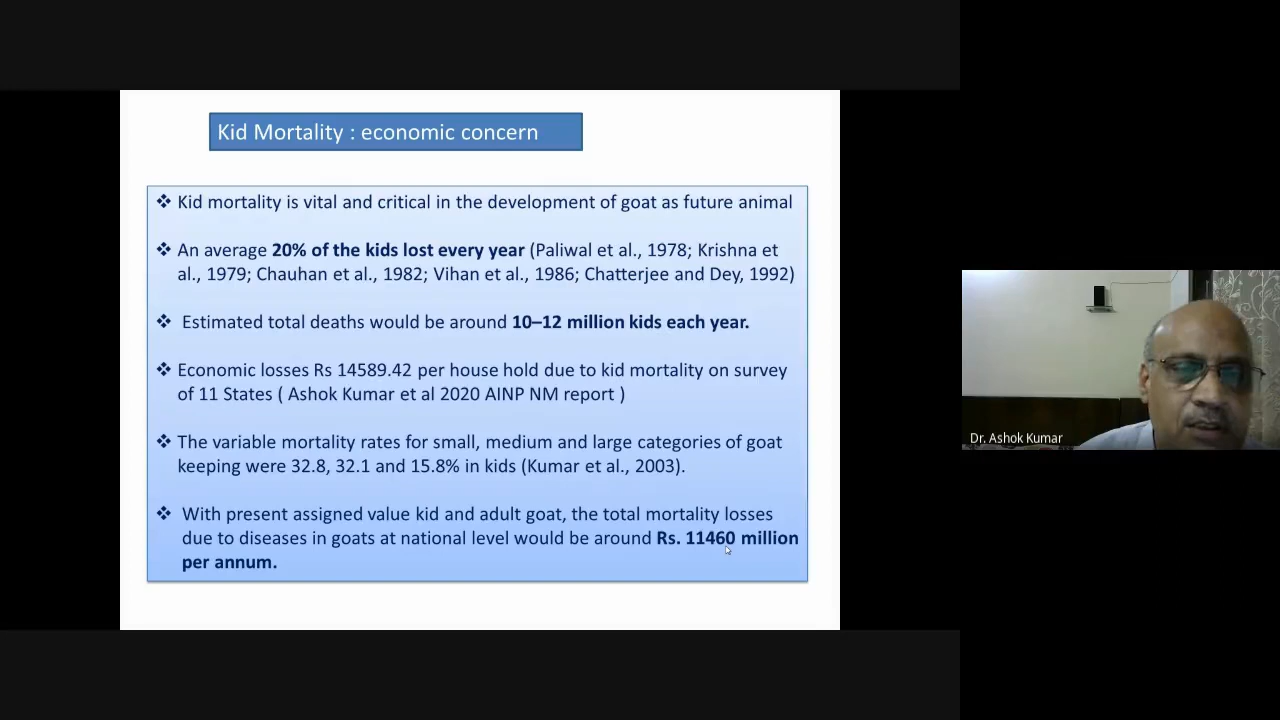 Kid Mortality : economic concern
❖ Kid mortality is vital and critical in the development of goat as future animal
❖ An average 20% of the kids lost every year (Paliwal et al., 1978; Krishna et
al., 1979; Chauhan et al., 1982; Vihan et al., 1986; Chatterjee and Dey, 1992)
❖ Estimated total deaths would be around 10–12 million kids each year.
❖ Economic losses Rs 14589.42 per house hold due to kid mortality on survey
of 11 States ( Ashok Kumar et al 2020 AINP NM report )
❖ The variable mortality rates for small, medium and large categories of goat
keeping were 32.8, 32.1 and 15.8% in kids (Kumar et al., 2003).
❖ With present assigned value kid and adult goat, the total mortality losses
due to diseases in goats at national level would be around Rs. 11460 million
per annum.
Dr. Ashok Kumar